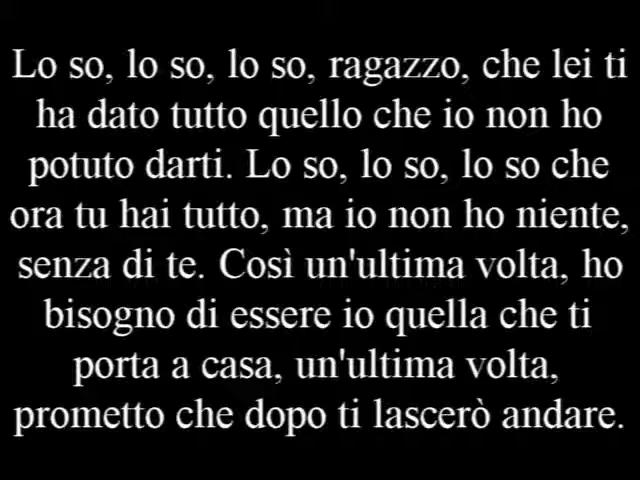 Lo so, lo so, lo so, ragazzo, che lei ti
ha dato tutto quello che io non ho
potuto darti. Lo so, lo so, lo so che
ora tu hai tutto, ma io non ho niente,
senza di te. Così un'ultima volta, ho
bisogno di essere io quella che ti
porta a casa, un'ultima volta,
prometto che dopo ti lascerò andare.